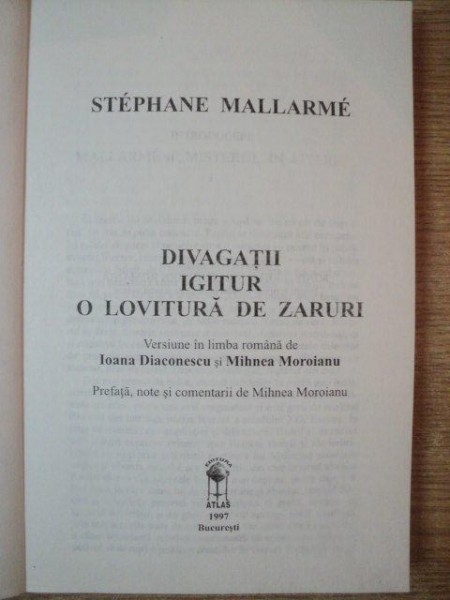 STÉPHANE MALLARMÉ
DIVAGAȚII
IGITUR
O LOVITURĂ DE ZARURI
Versiune în limba română de
Ioana Diaconescu și Mihnea Moroianu
Prefață, note și comentarii de Mihnea Moroianu
EDITURA
ATLAS
1997
București